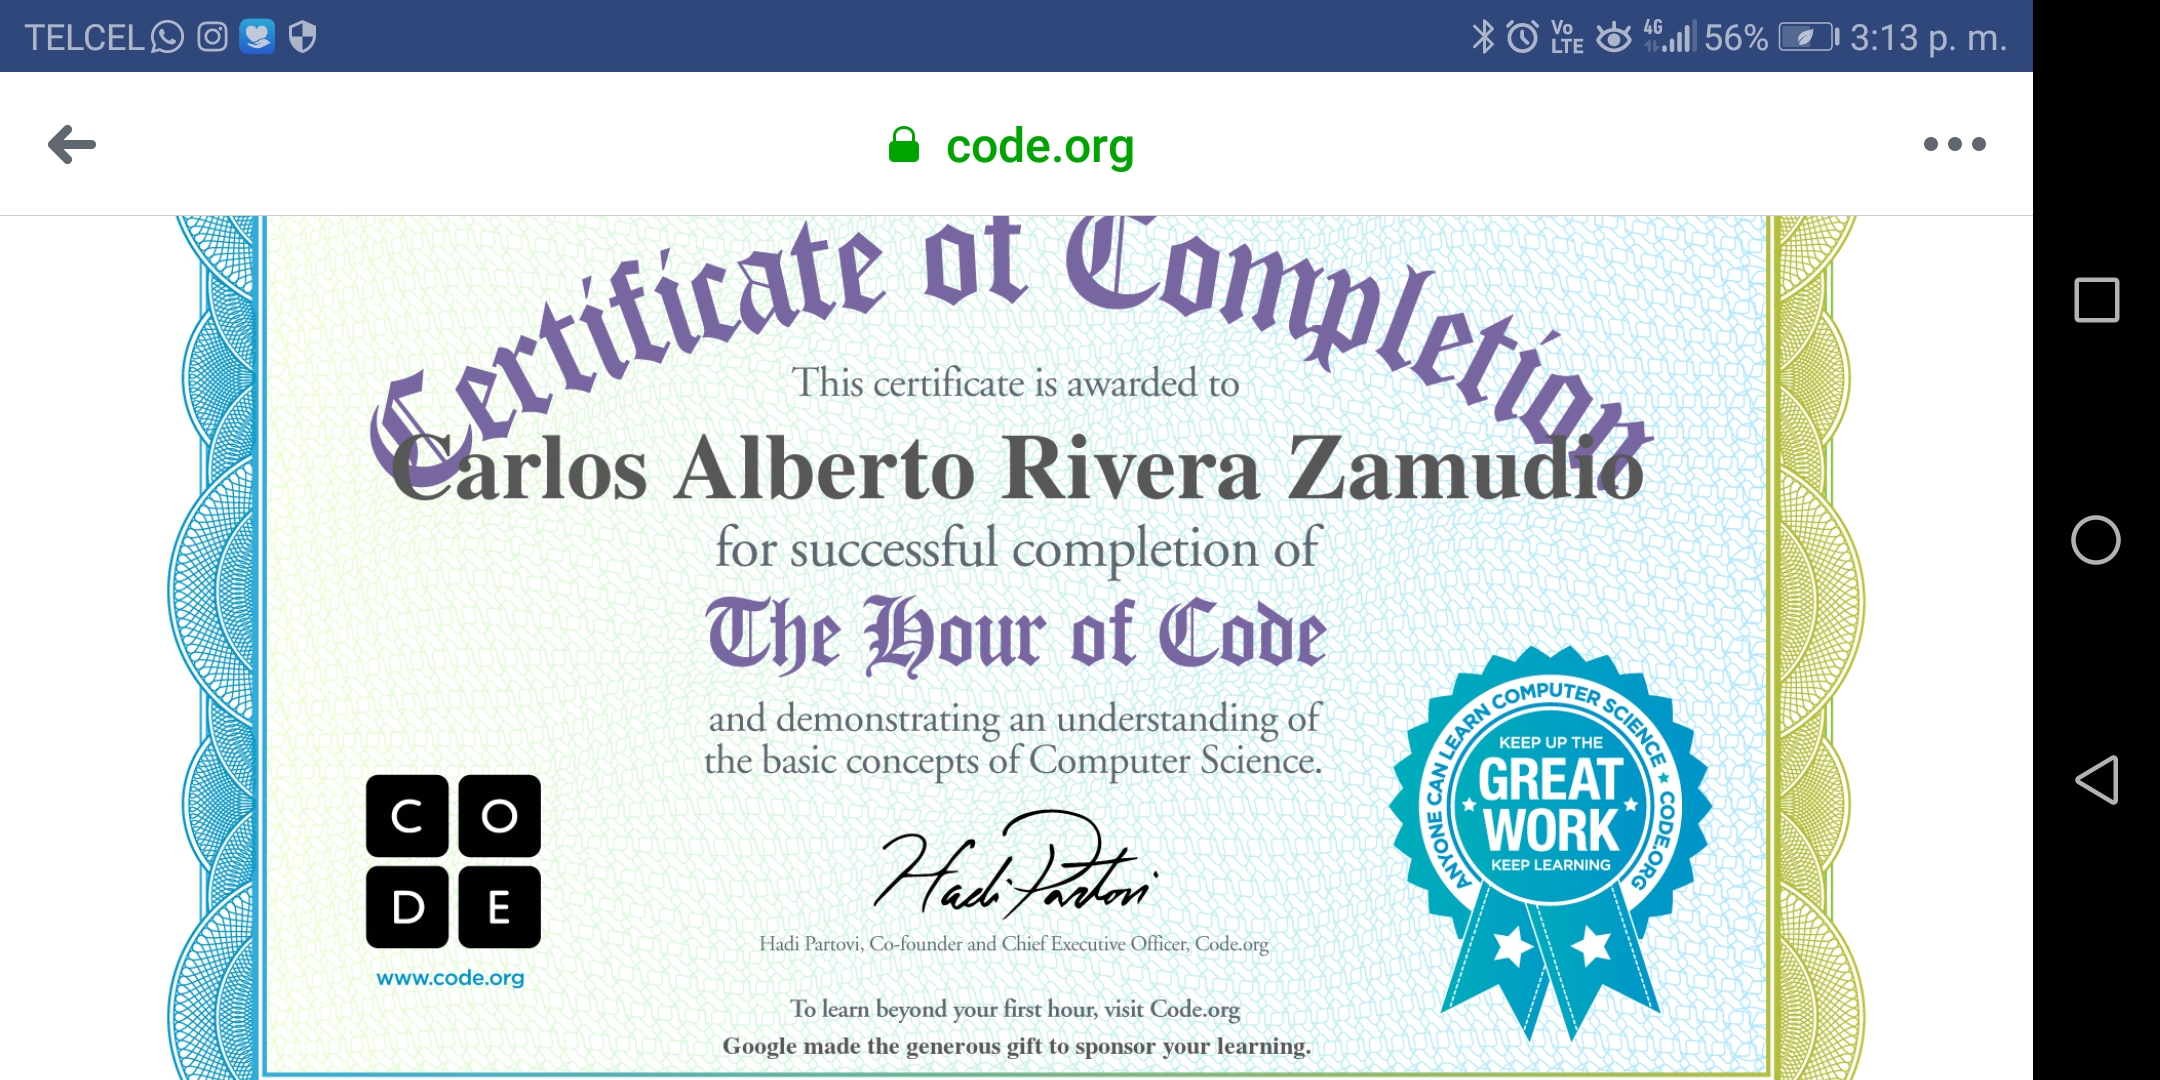 TELCEL
Vo
LTE
4G
56%
3:13 p. m.
code.org
Certificate of Completion
This certificate is awarded to
Carlos Alberto Rivera Zamudio
for successful completion of
The Hour of Code
and demonstrating an understanding of
the basic concepts of Computer Science.
ANYONE CAN LEARN COMPUTER SCIENCE ★ CODE.ORG
KEEP UP THE
GREAT
WORK
KEEP LEARNING
C O
D E
www.code.org
Hadi Partovi
Hadi Partovi, Co-founder and Chief Executive Officer, Code.org
To learn beyond your first hour, visit Code.org
Google made the generous gift to sponsor your learning.